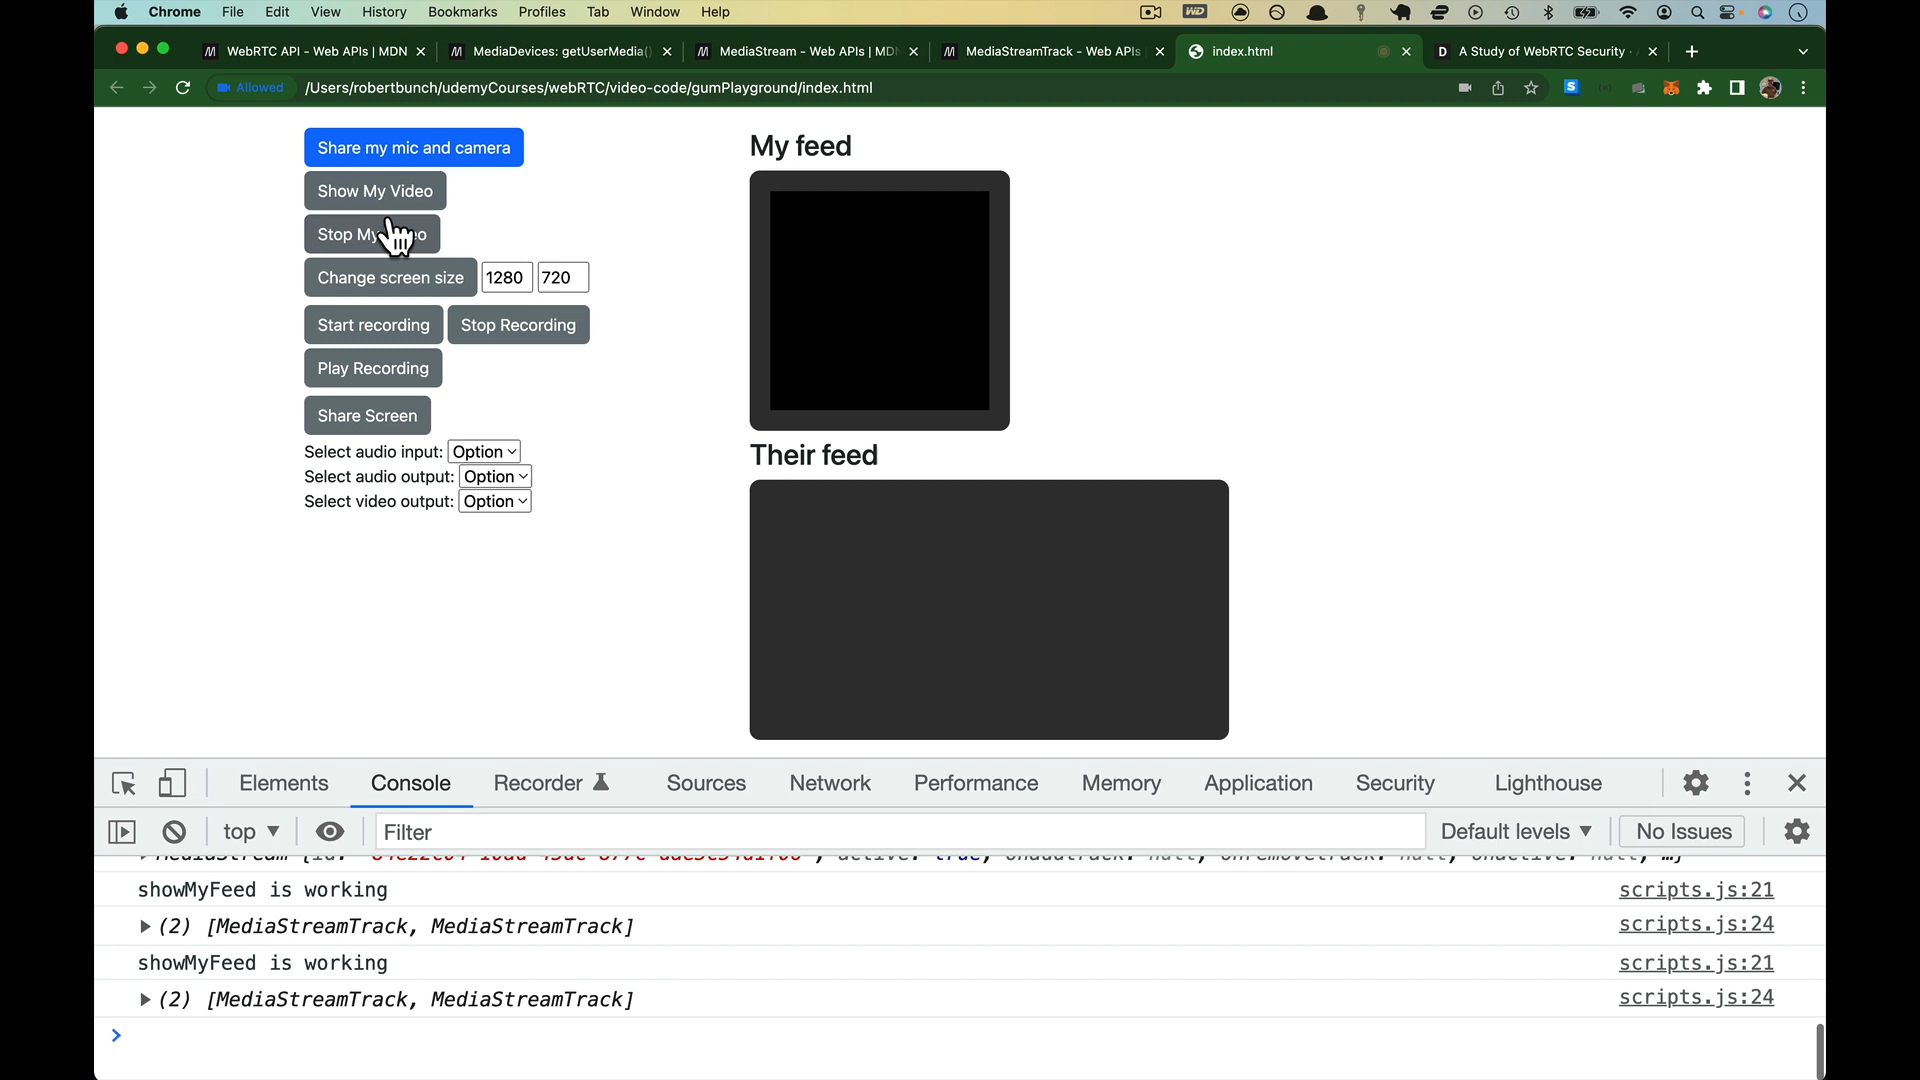 Chrome File Edit View History Bookmarks Profiles Tab Window Help WD
WebRTC API - Web APIs | MDN MediaDevices: getUserMedia() MediaStream - Web APIs | MDN MediaStreamTrack - Web APIs index.html D A Study of WebRTC Security ·
Allowed /Users/robertbunch/udemyCourses/webRTC/video-code/gumPlayground/index.html S
Share my mic and camera
Show My Video
Stop My
Change screen size 1280 720
Start recording Stop Recording
Play Recording
Share Screen
Select audio input: Option
Select audio output: Option
Select video output: Option
My feed
Their feed
Elements Console Recorder Sources Network Performance Memory Application Security Lighthouse
top Filter Default levels No Issues
showMyFeed is working scripts.js:21
(2) [MediaStreamTrack, MediaStreamTrack] scripts.js:24
showMyFeed is working scripts.js:21
(2) [MediaStreamTrack, MediaStreamTrack] scripts.js:24